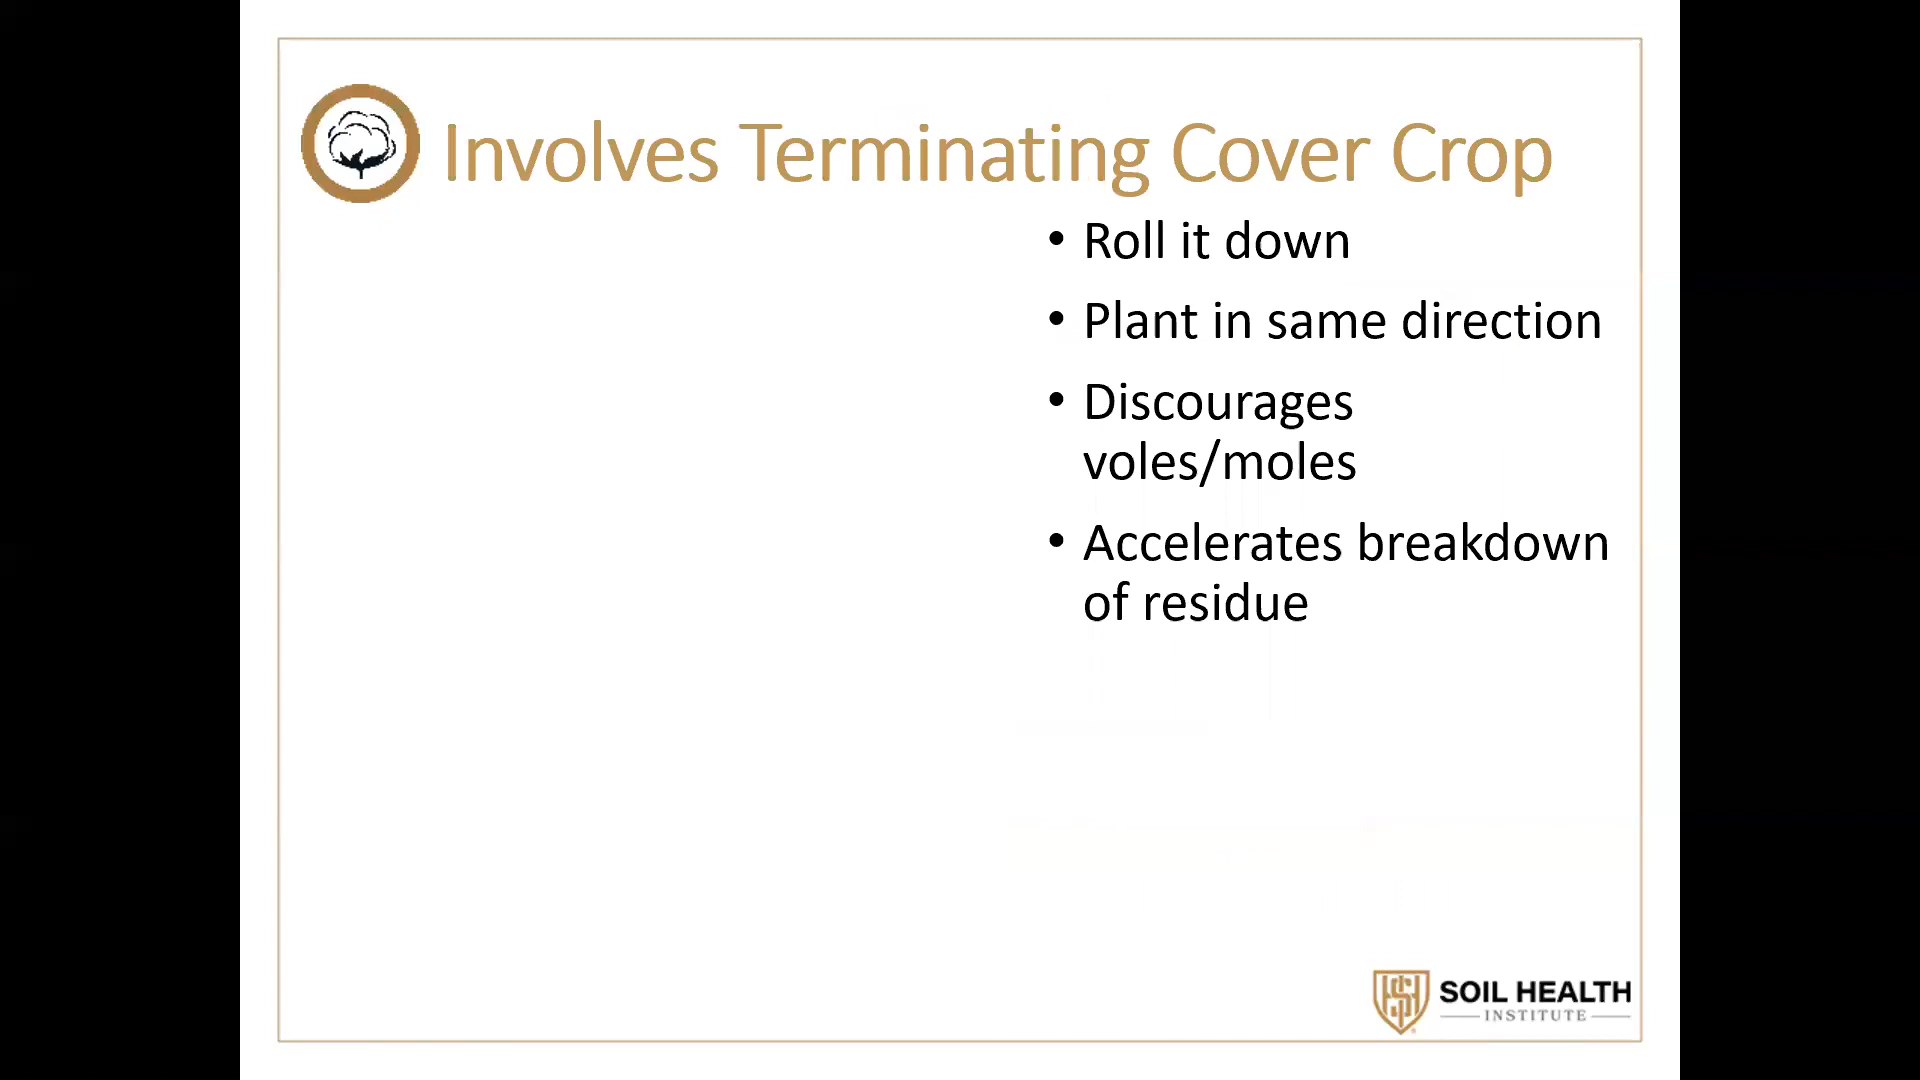 Involves Terminating Cover Crop
• Roll it down
• Plant in same direction
• Discourages
voles/moles
• Accelerates breakdown
of residue
SOIL HEALTH
INSTITUTE